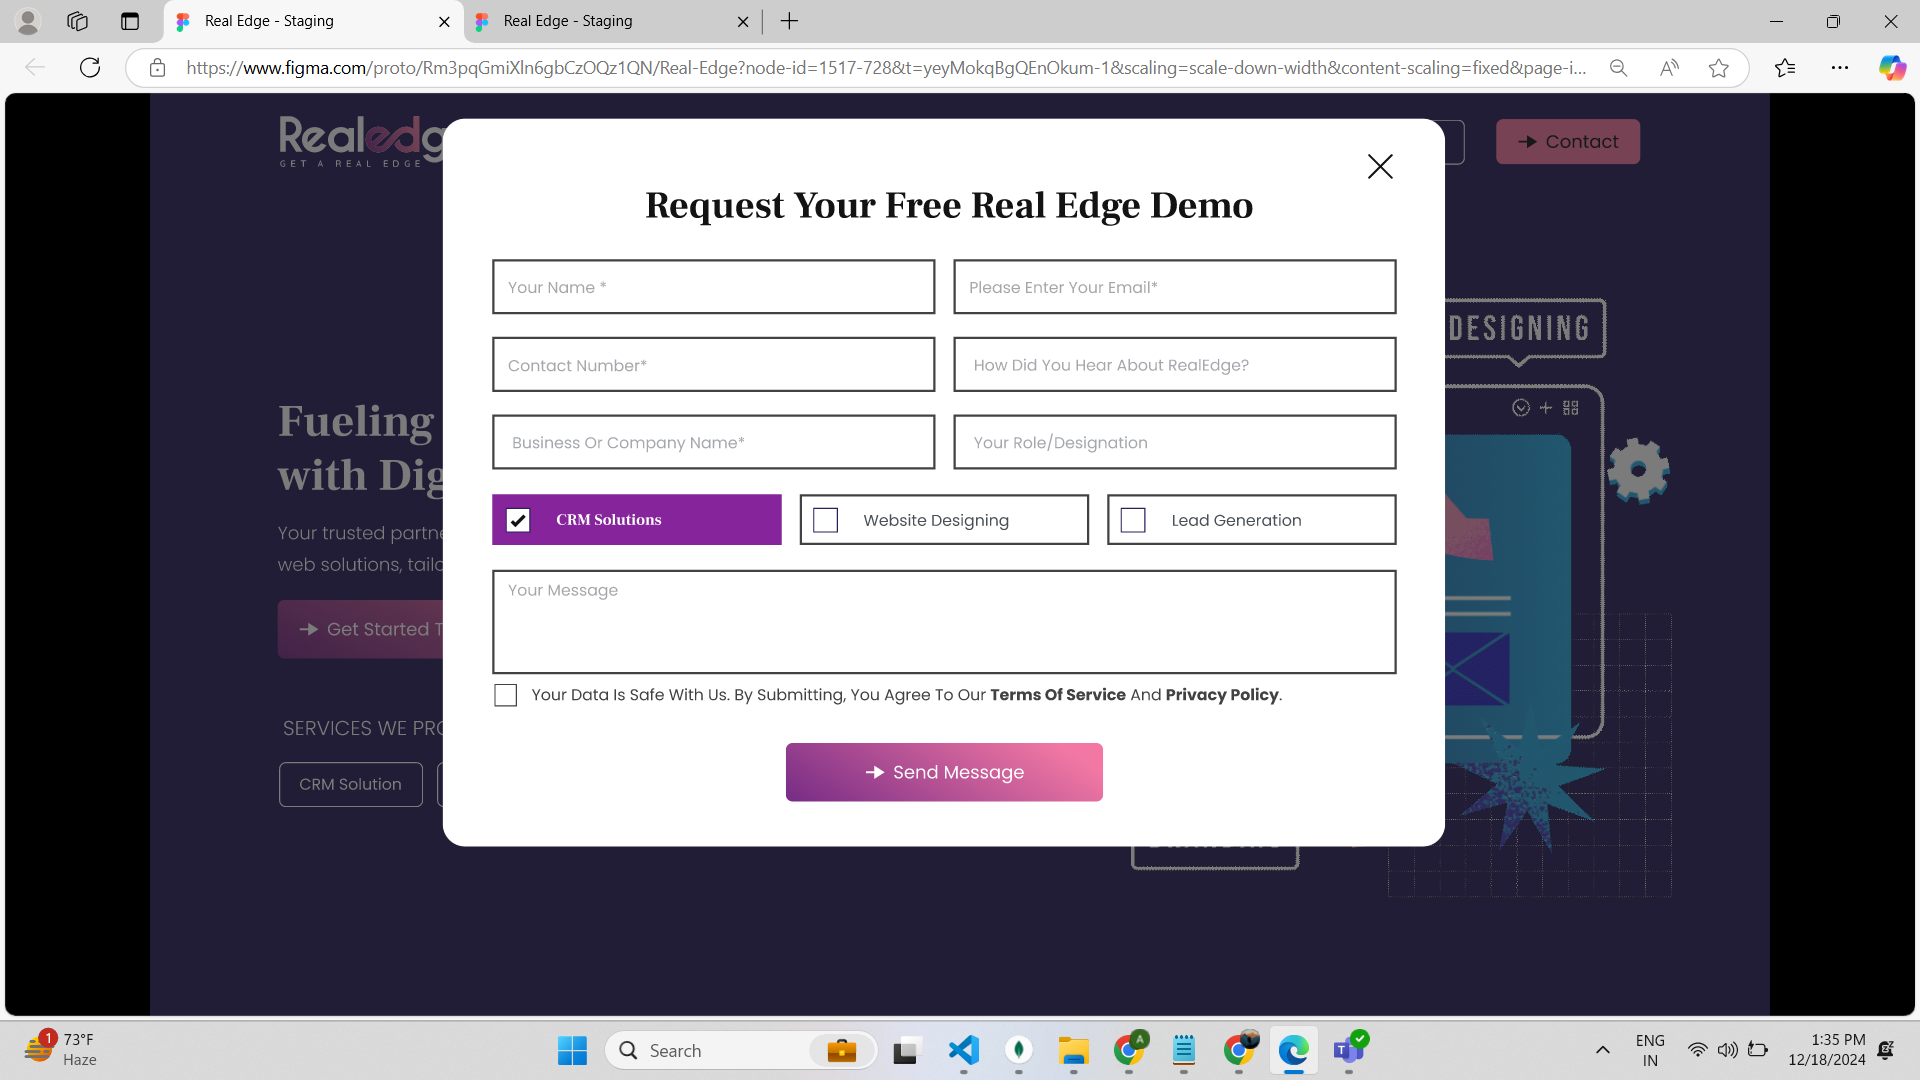 Real Edge - Staging
Real Edge - Staging
https://www.figma.com/proto/Rm3pqGmiXln6gbCzOQz1QN/Real-Edge?node-id=1517-728&t=yeyMokqBgQEnOkum-1&scaling=scale-down-width&content-scaling=fixed&page-i...
Realedg
GET A REAL EDGE
Contact
Request Your Free Real Edge Demo
Your Name *
Please Enter Your Email*
DESIGNING
Contact Number*
How Did You Hear About RealEdge?
Fueling
with Dig
Business Or Company Name*
Your Role/Designation
CRM Solutions
Website Designing
Lead Generation
Your trusted partne
web solutions, tailo
Your Message
Get Started T
Your Data Is Safe With Us. By Submitting, You Agree To Our Terms Of Service And Privacy Policy.
SERVICES WE PRO
CRM Solution
Send Message
1
73°F
Haze
Search
A
T
ENG
IN
1:35 PM
12/18/2024